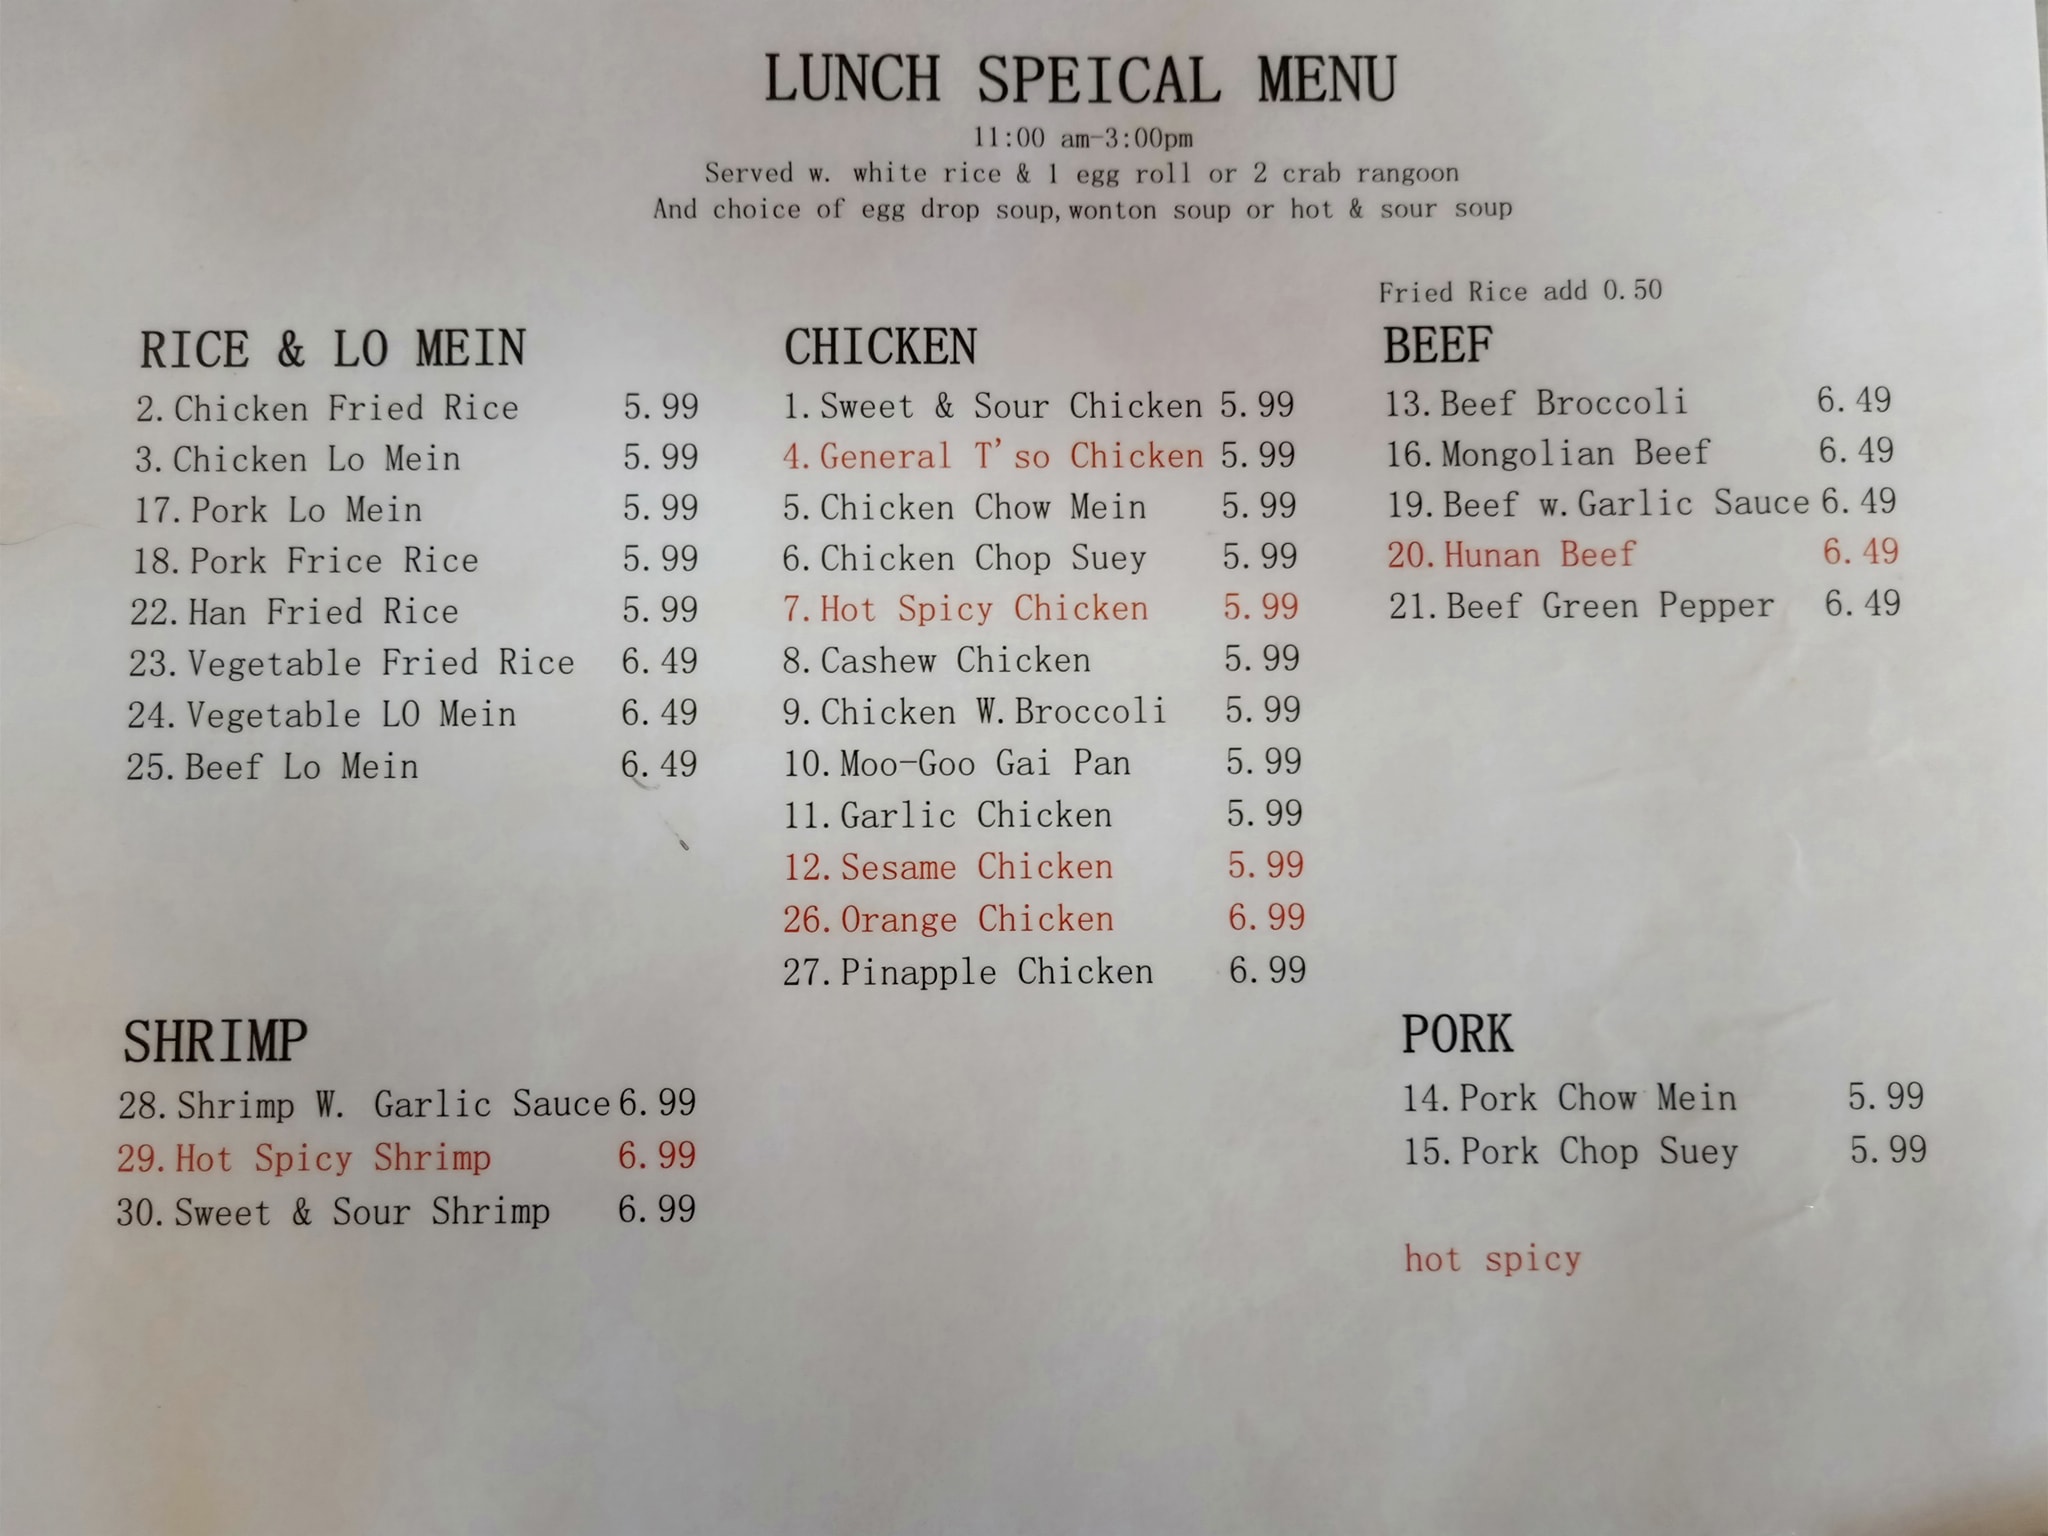 LUNCH SPEICAL MENU
11:00 am-3:00pm
Served w. white rice & 1 egg roll or 2 crab rangoon
And choice of egg drop soup, wonton soup or hot & sour soup
Fried Rice add 0.50
RICE & LO MEIN
2. Chicken Fried Rice 5.99
3. Chicken Lo Mein 5.99
17. Pork Lo Mein 5.99
18. Pork Frice Rice 5.99
22. Han Fried Rice 5.99
23. Vegetable Fried Rice 6.49
24. Vegetable LO Mein 6.49
25. Beef Lo Mein 6.49
CHICKEN
1. Sweet & Sour Chicken 5.99
4. General T'so Chicken 5.99
5. Chicken Chow Mein 5.99
6. Chicken Chop Suey 5.99
7. Hot Spicy Chicken 5.99
8. Cashew Chicken 5.99
9. Chicken W. Broccoli 5.99
10. Moo-Goo Gai Pan 5.99
11. Garlic Chicken 5.99
12. Sesame Chicken 5.99
26. Orange Chicken 6.99
27. Pinapple Chicken 6.99
BEEF
13. Beef Broccoli 6.49
16. Mongolian Beef 6.49
19. Beef w. Garlic Sauce 6.49
20. Hunan Beef 6.49
21. Beef Green Pepper 6.49
SHRIMP
28. Shrimp W. Garlic Sauce 6.99
29. Hot Spicy Shrimp 6.99
30. Sweet & Sour Shrimp 6.99
PORK
14. Pork Chow Mein 5.99
15. Pork Chop Suey 5.99
hot spicy